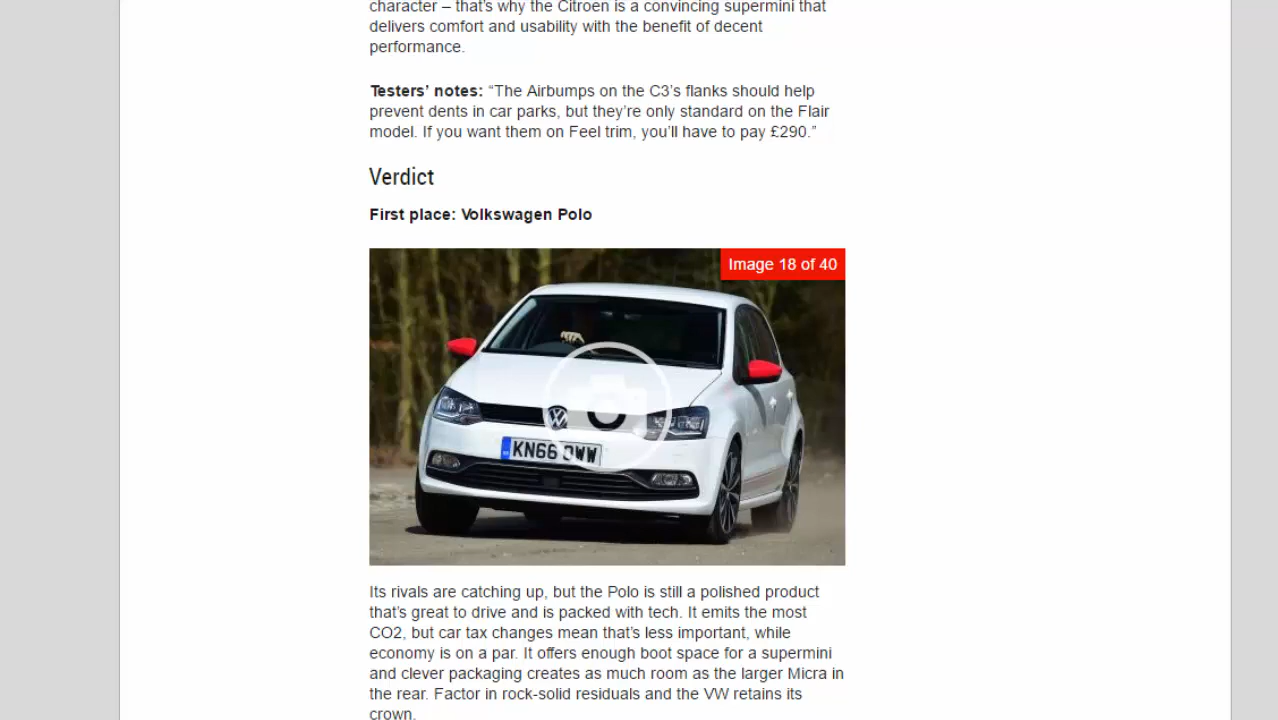 character – that's why the Citroen is a convincing supermini that
delivers comfort and usability with the benefit of decent
performance.
Testers’ notes: “The Airbumps on the C3’s flanks should help
prevent dents in car parks, but they’re only standard on the Flair
model. If you want them on Feel trim, you’ll have to pay £290.”
Verdict
First place: Volkswagen Polo
Image 18 of 40
KN66 OWW
Its rivals are catching up, but the Polo is still a polished product
that’s great to drive and is packed with tech. It emits the most
CO2, but car tax changes mean that’s less important, while
economy is on a par. It offers enough boot space for a supermini
and clever packaging creates as much room as the larger Micra in
the rear. Factor in rock-solid residuals and the VW retains its
crown.